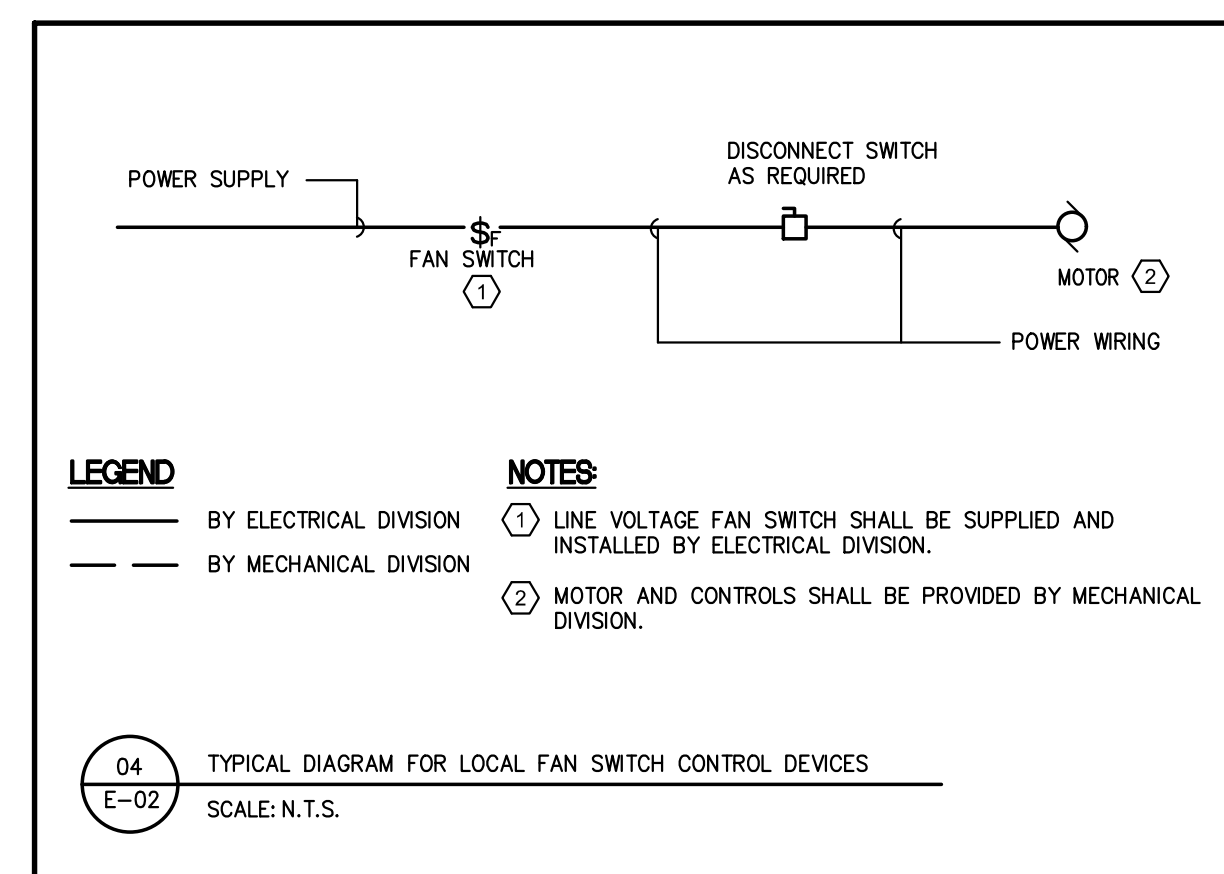 DISCONNECT SWITCH
AS REQUIRED
POWER SUPPLY
$F
FAN SWITCH
1
MOTOR 2
POWER WIRING
LEGEND
BY ELECTRICAL DIVISION
BY MECHANICAL DIVISION
NOTES:
1 LINE VOLTAGE FAN SWITCH SHALL BE SUPPLIED AND
INSTALLED BY ELECTRICAL DIVISION.
2 MOTOR AND CONTROLS SHALL BE PROVIDED BY MECHANICAL
DIVISION.
04
E-02
TYPICAL DIAGRAM FOR LOCAL FAN SWITCH CONTROL DEVICES
SCALE: N.T.S.